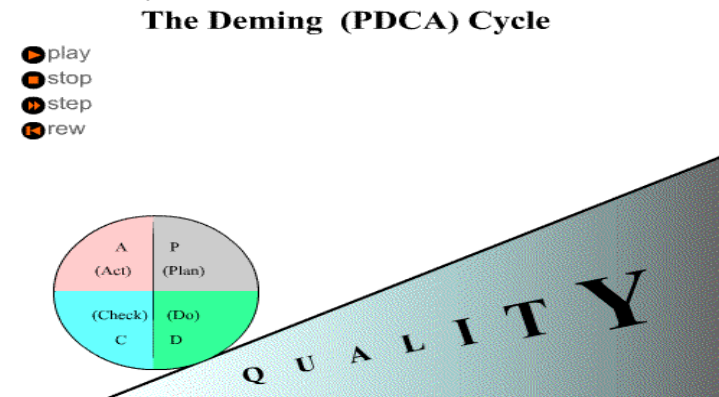 The Deming (PDCA) Cycle
play
stop
step
rew
A P
(Act) (Plan)
(Check) (Do)
C D
QUALITY